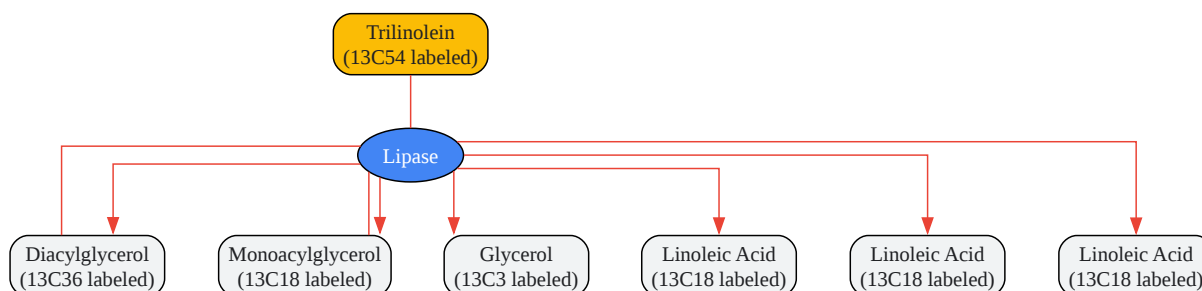 Trilinolein
(13C54 labeled)
Lipase
Diacylglycerol
(13C36 labeled)
Monoacylglycerol
(13C18 labeled)
Glycerol
(13C3 labeled)
Linoleic Acid
(13C18 labeled)
Linoleic Acid
(13C18 labeled)
Linoleic Acid
(13C18 labeled)